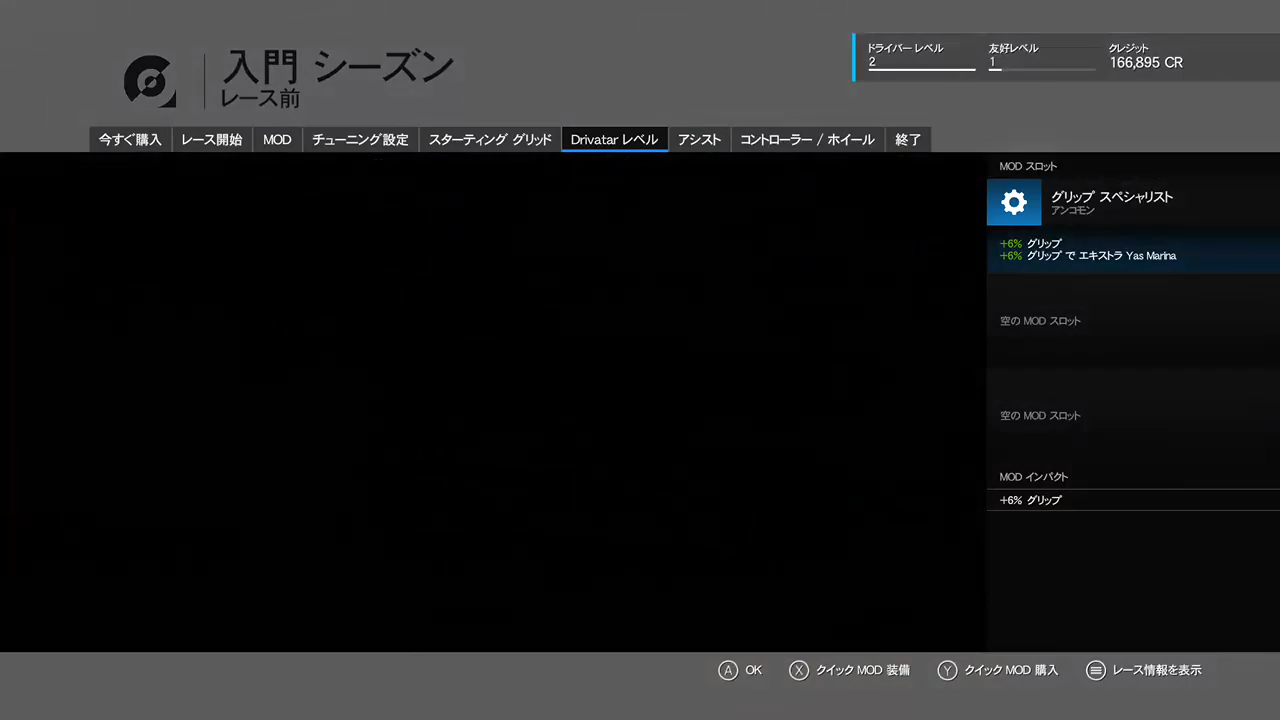 入門 シーズン
レース前
ドライバー レベル
2
友好レベル
1
クレジット
166,895 CR
今すぐ購入
レース開始
MOD
チューニング設定
スターティング グリッド
Drivatar レベル
アシスト
コントローラー / ホイール
終了
MOD スロット
グリップ スペシャリスト
アンコモン
+6% グリップ
+6% グリップ で エキストラ Yas Marina
空の MOD スロット
空の MOD スロット
MOD インパクト
+6% グリップ
A OK
X クイック MOD 装備
Y クイック MOD 購入
レース情報を表示